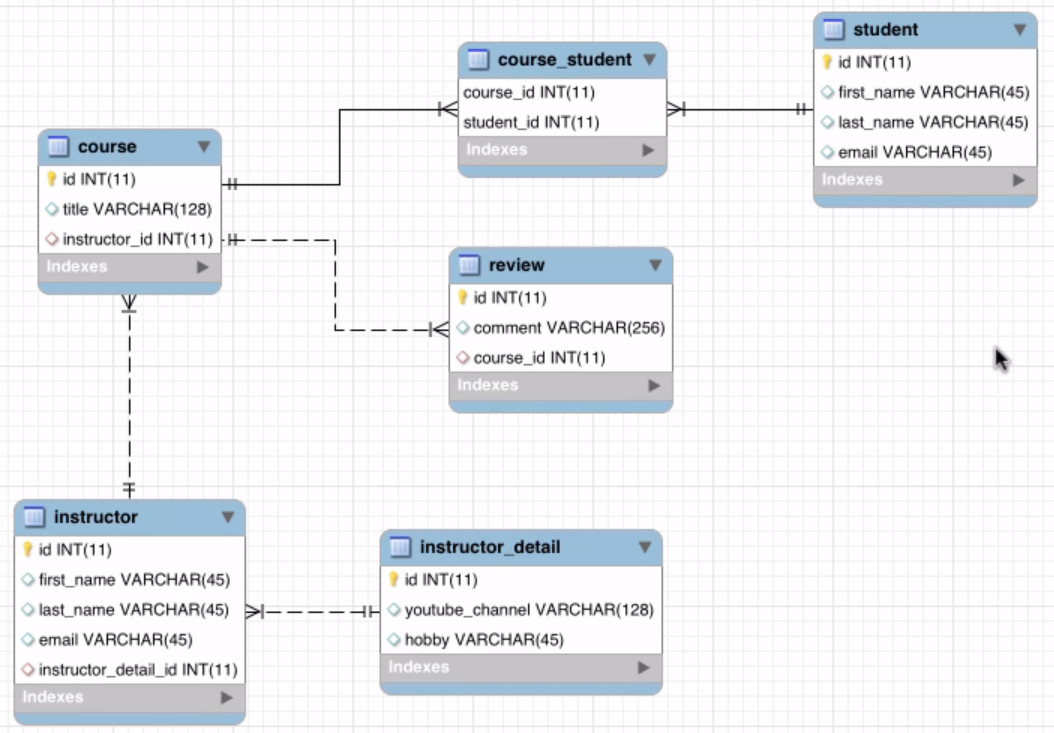 course_student
course_id INT(11)
student_id INT(11)
Indexes
student
id INT(11)
first_name VARCHAR(45)
last_name VARCHAR(45)
email VARCHAR(45)
Indexes
course
id INT(11)
title VARCHAR(128)
instructor_id INT(11)
Indexes
review
id INT(11)
comment VARCHAR(256)
course_id INT(11)
Indexes
instructor
id INT(11)
first_name VARCHAR(45)
last_name VARCHAR(45)
email VARCHAR(45)
instructor_detail_id INT(11)
Indexes
instructor_detail
id INT(11)
youtube_channel VARCHAR(128)
hobby VARCHAR(45)
Indexes